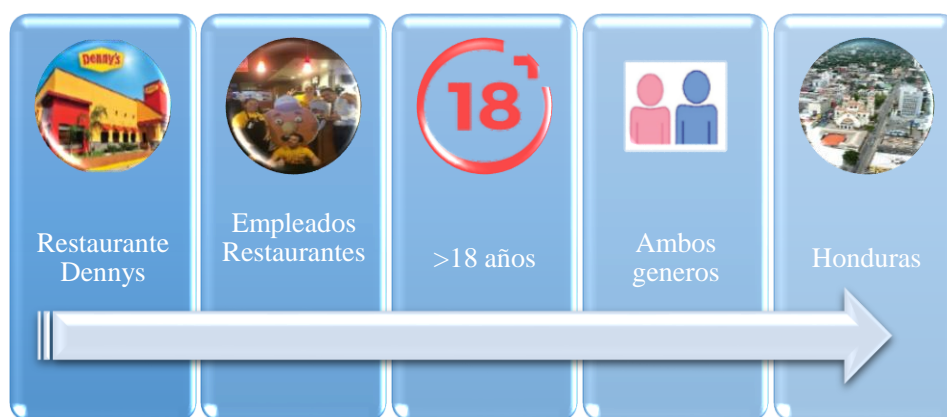 Denny's
18+
Restaurante
Dennys
Empleados
Restaurantes
>18 años
Ambos
generos
Honduras